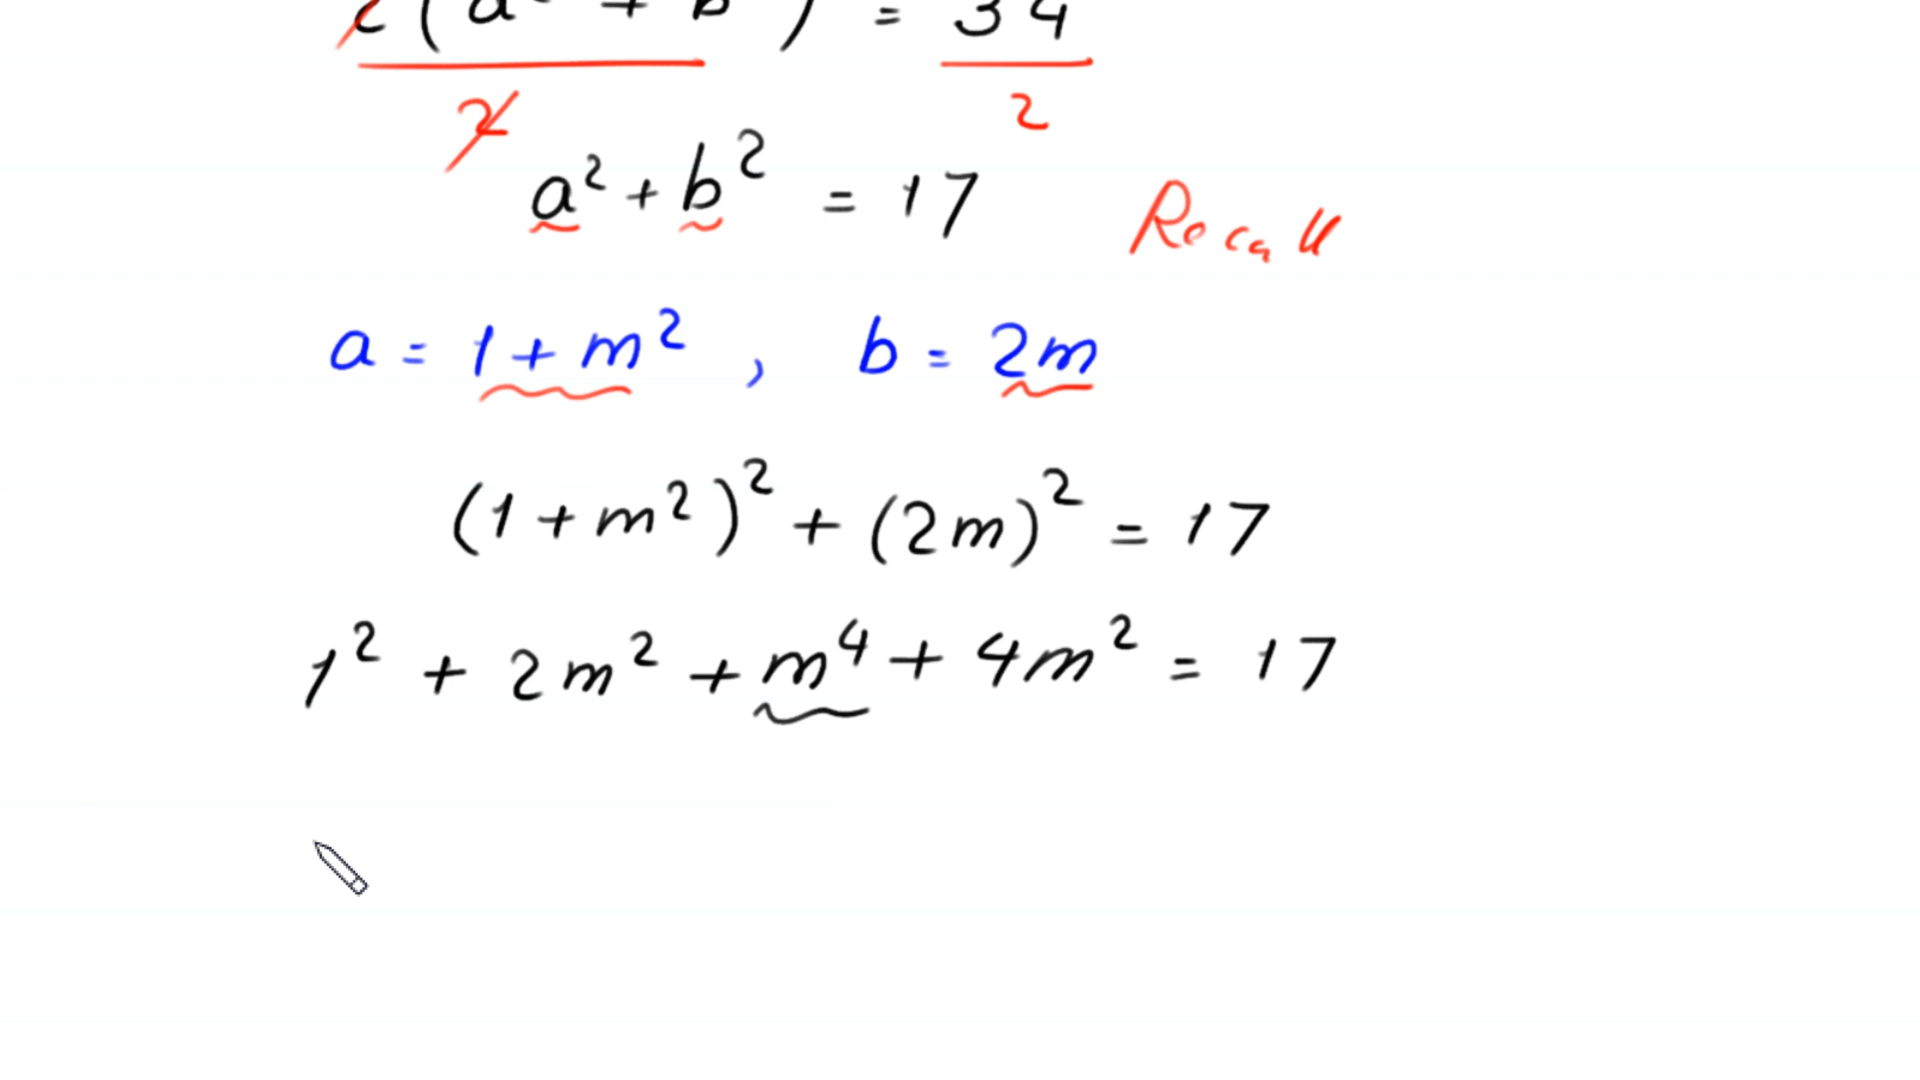 2(a² + b²) = 34
2 2
a² + b² = 17 Recall
a = 1 + m² , b = 2m
(1 + m²)² + (2m)² = 17
1² + 2m² + m⁴ + 4m² = 17